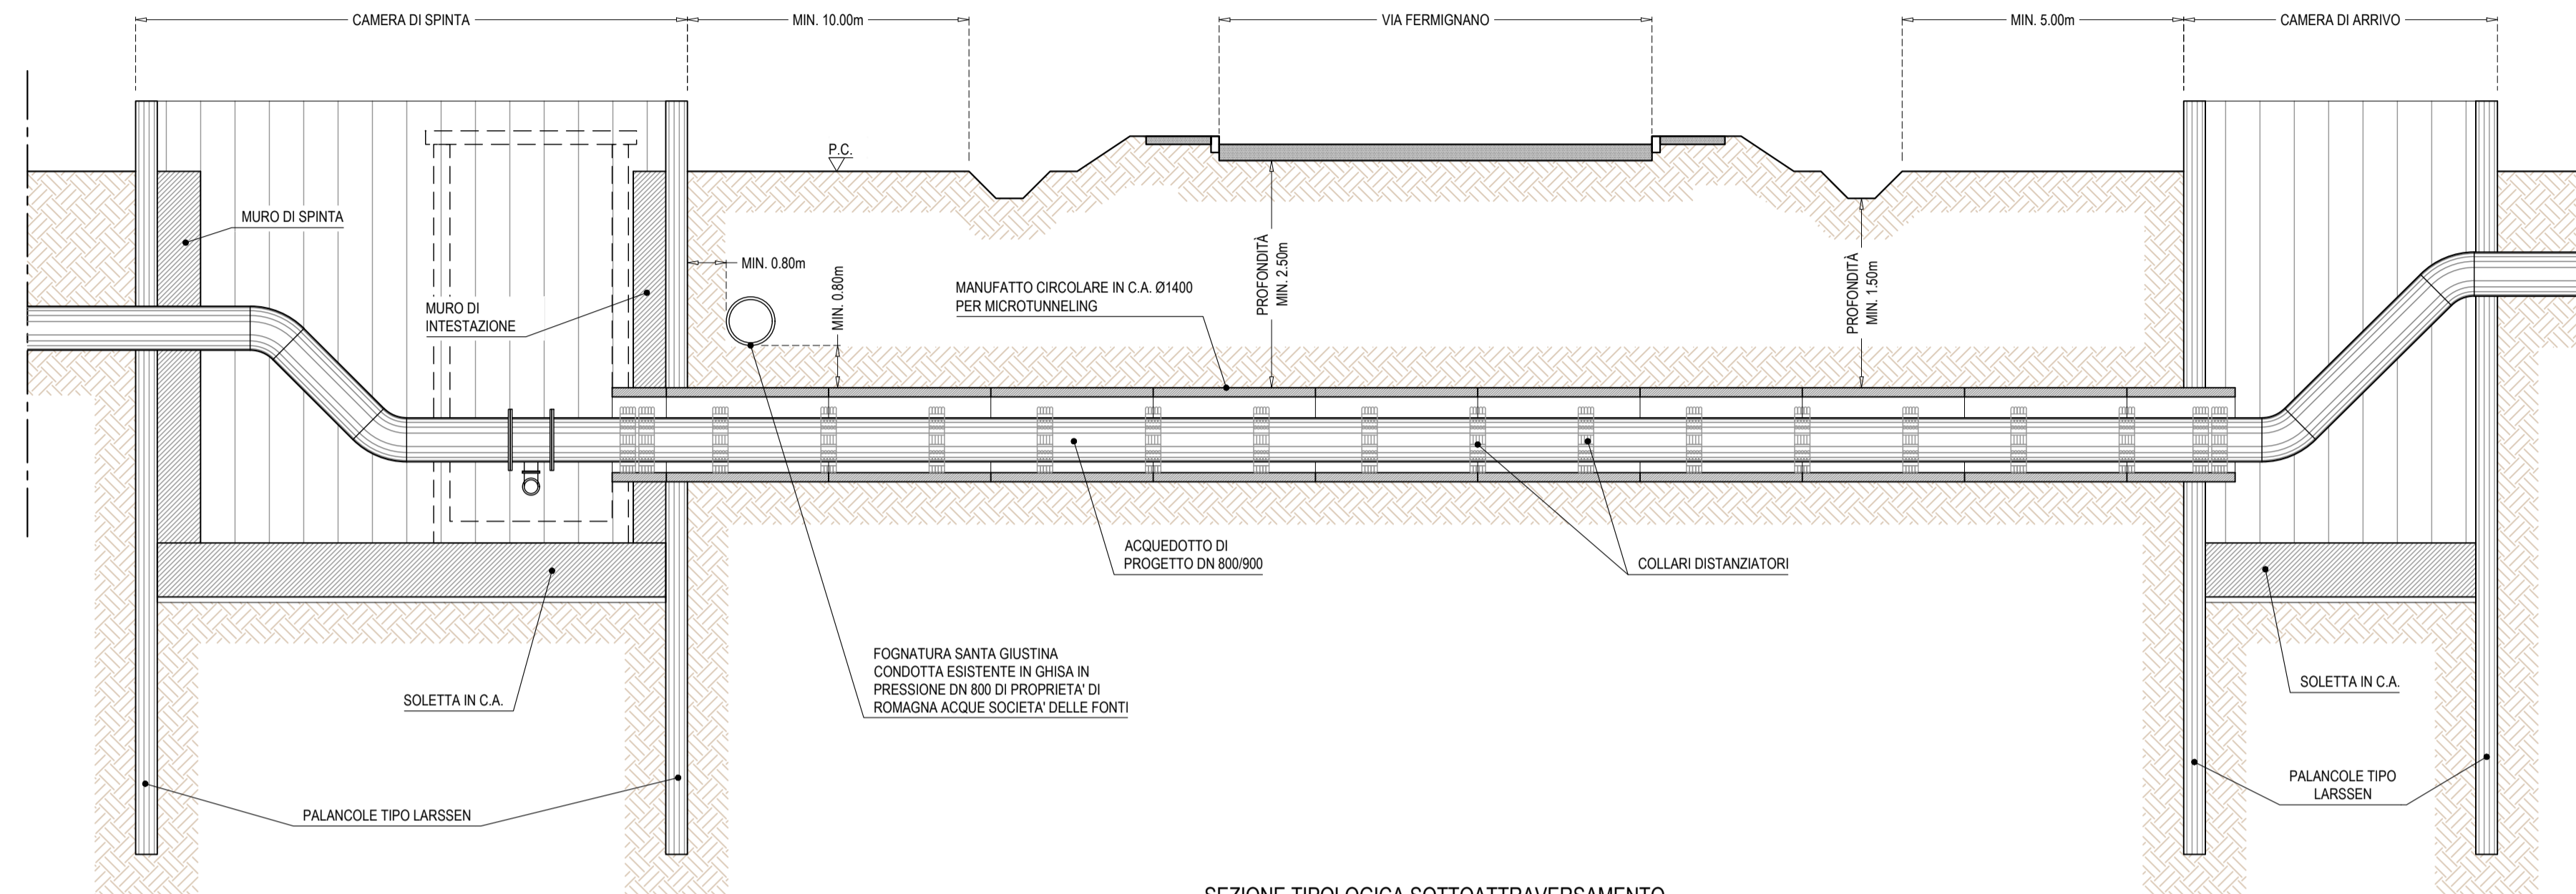 CAMERA DI SPINTA
MIN. 10.00m
VIA FERMIGNANO
MIN. 5.00m
CAMERA DI ARRIVO
P.C.
MURO DI SPINTA
MIN. 0.80m
MURO DI
INTESTAZIONE
MIN. 0.80m
MANUFATTO CIRCOLARE IN C.A. Ø1400
PER MICROTUNNELING
PROFONDITÀ
MIN. 2.50m
PROFONDITÀ
MIN. 1.50m
ACQUEDOTTO DI
PROGETTO DN 800/900
COLLARI DISTANZIATORI
FOGNATURA SANTA GIUSTINA
CONDOTTA ESISTENTE IN GHISA IN
PRESSIONE DN 800 DI PROPRIETA' DI
ROMAGNA ACQUE SOCIETA' DELLE FONTI
SOLETTA IN C.A.
SOLETTA IN C.A.
PALANCOLE TIPO LARSSEN
PALANCOLE TIPO
LARSSEN
SEZIONE TIPOLOGICA SOTTOATTRAVERSAMENTO